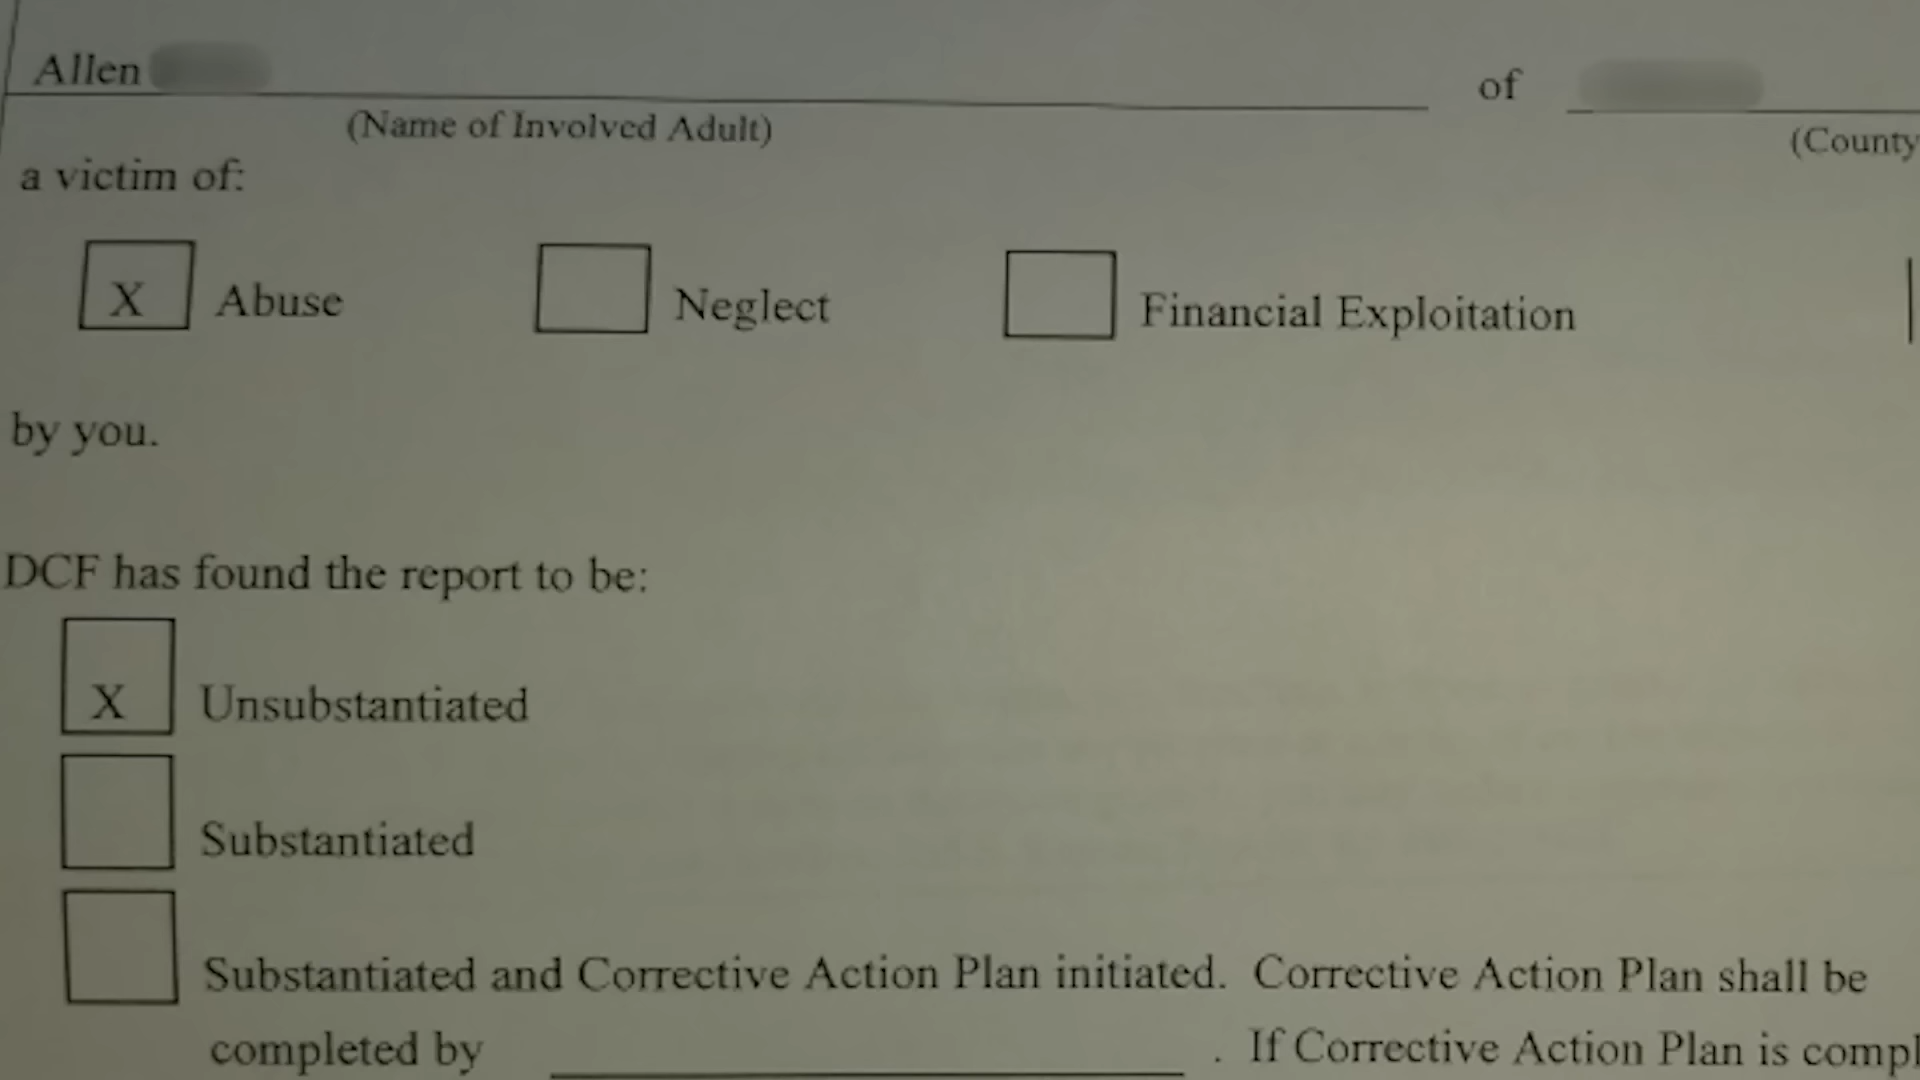 Allen
of
(Name of Involved Adult)
(County
a victim of:
X Abuse Neglect Financial Exploitation
by you.
DCF has found the report to be:
X Unsubstantiated
Substantiated
Substantiated and Corrective Action Plan initiated. Corrective Action Plan shall be
completed by . If Corrective Action Plan is compl